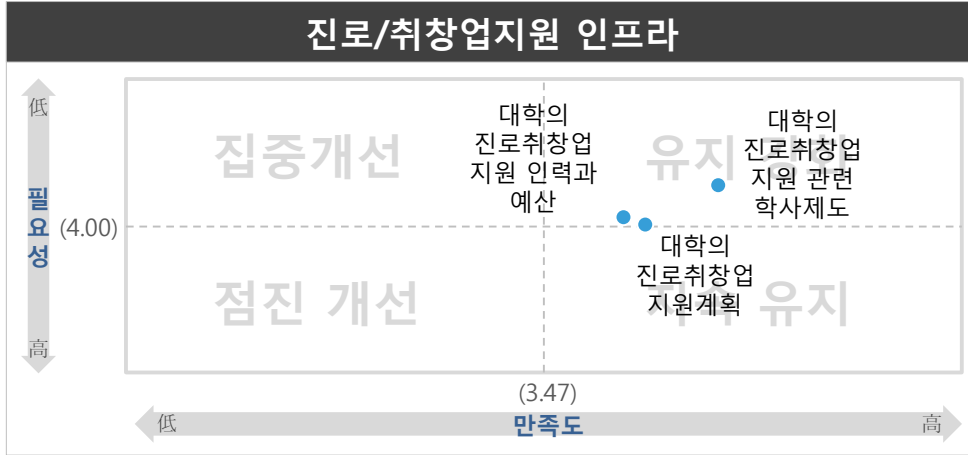 진로/취창업지원 인프라
低
필
요
성
高
(4.00)
집중개선
대학의
진로취창업
지원 인력과
예산
유지 강화
대학의
진로취창업
지원 관련
학사제도
점진 개선
대학의
진로취창업
지원계획
지속 유지
(3.47)
低
만족도
高